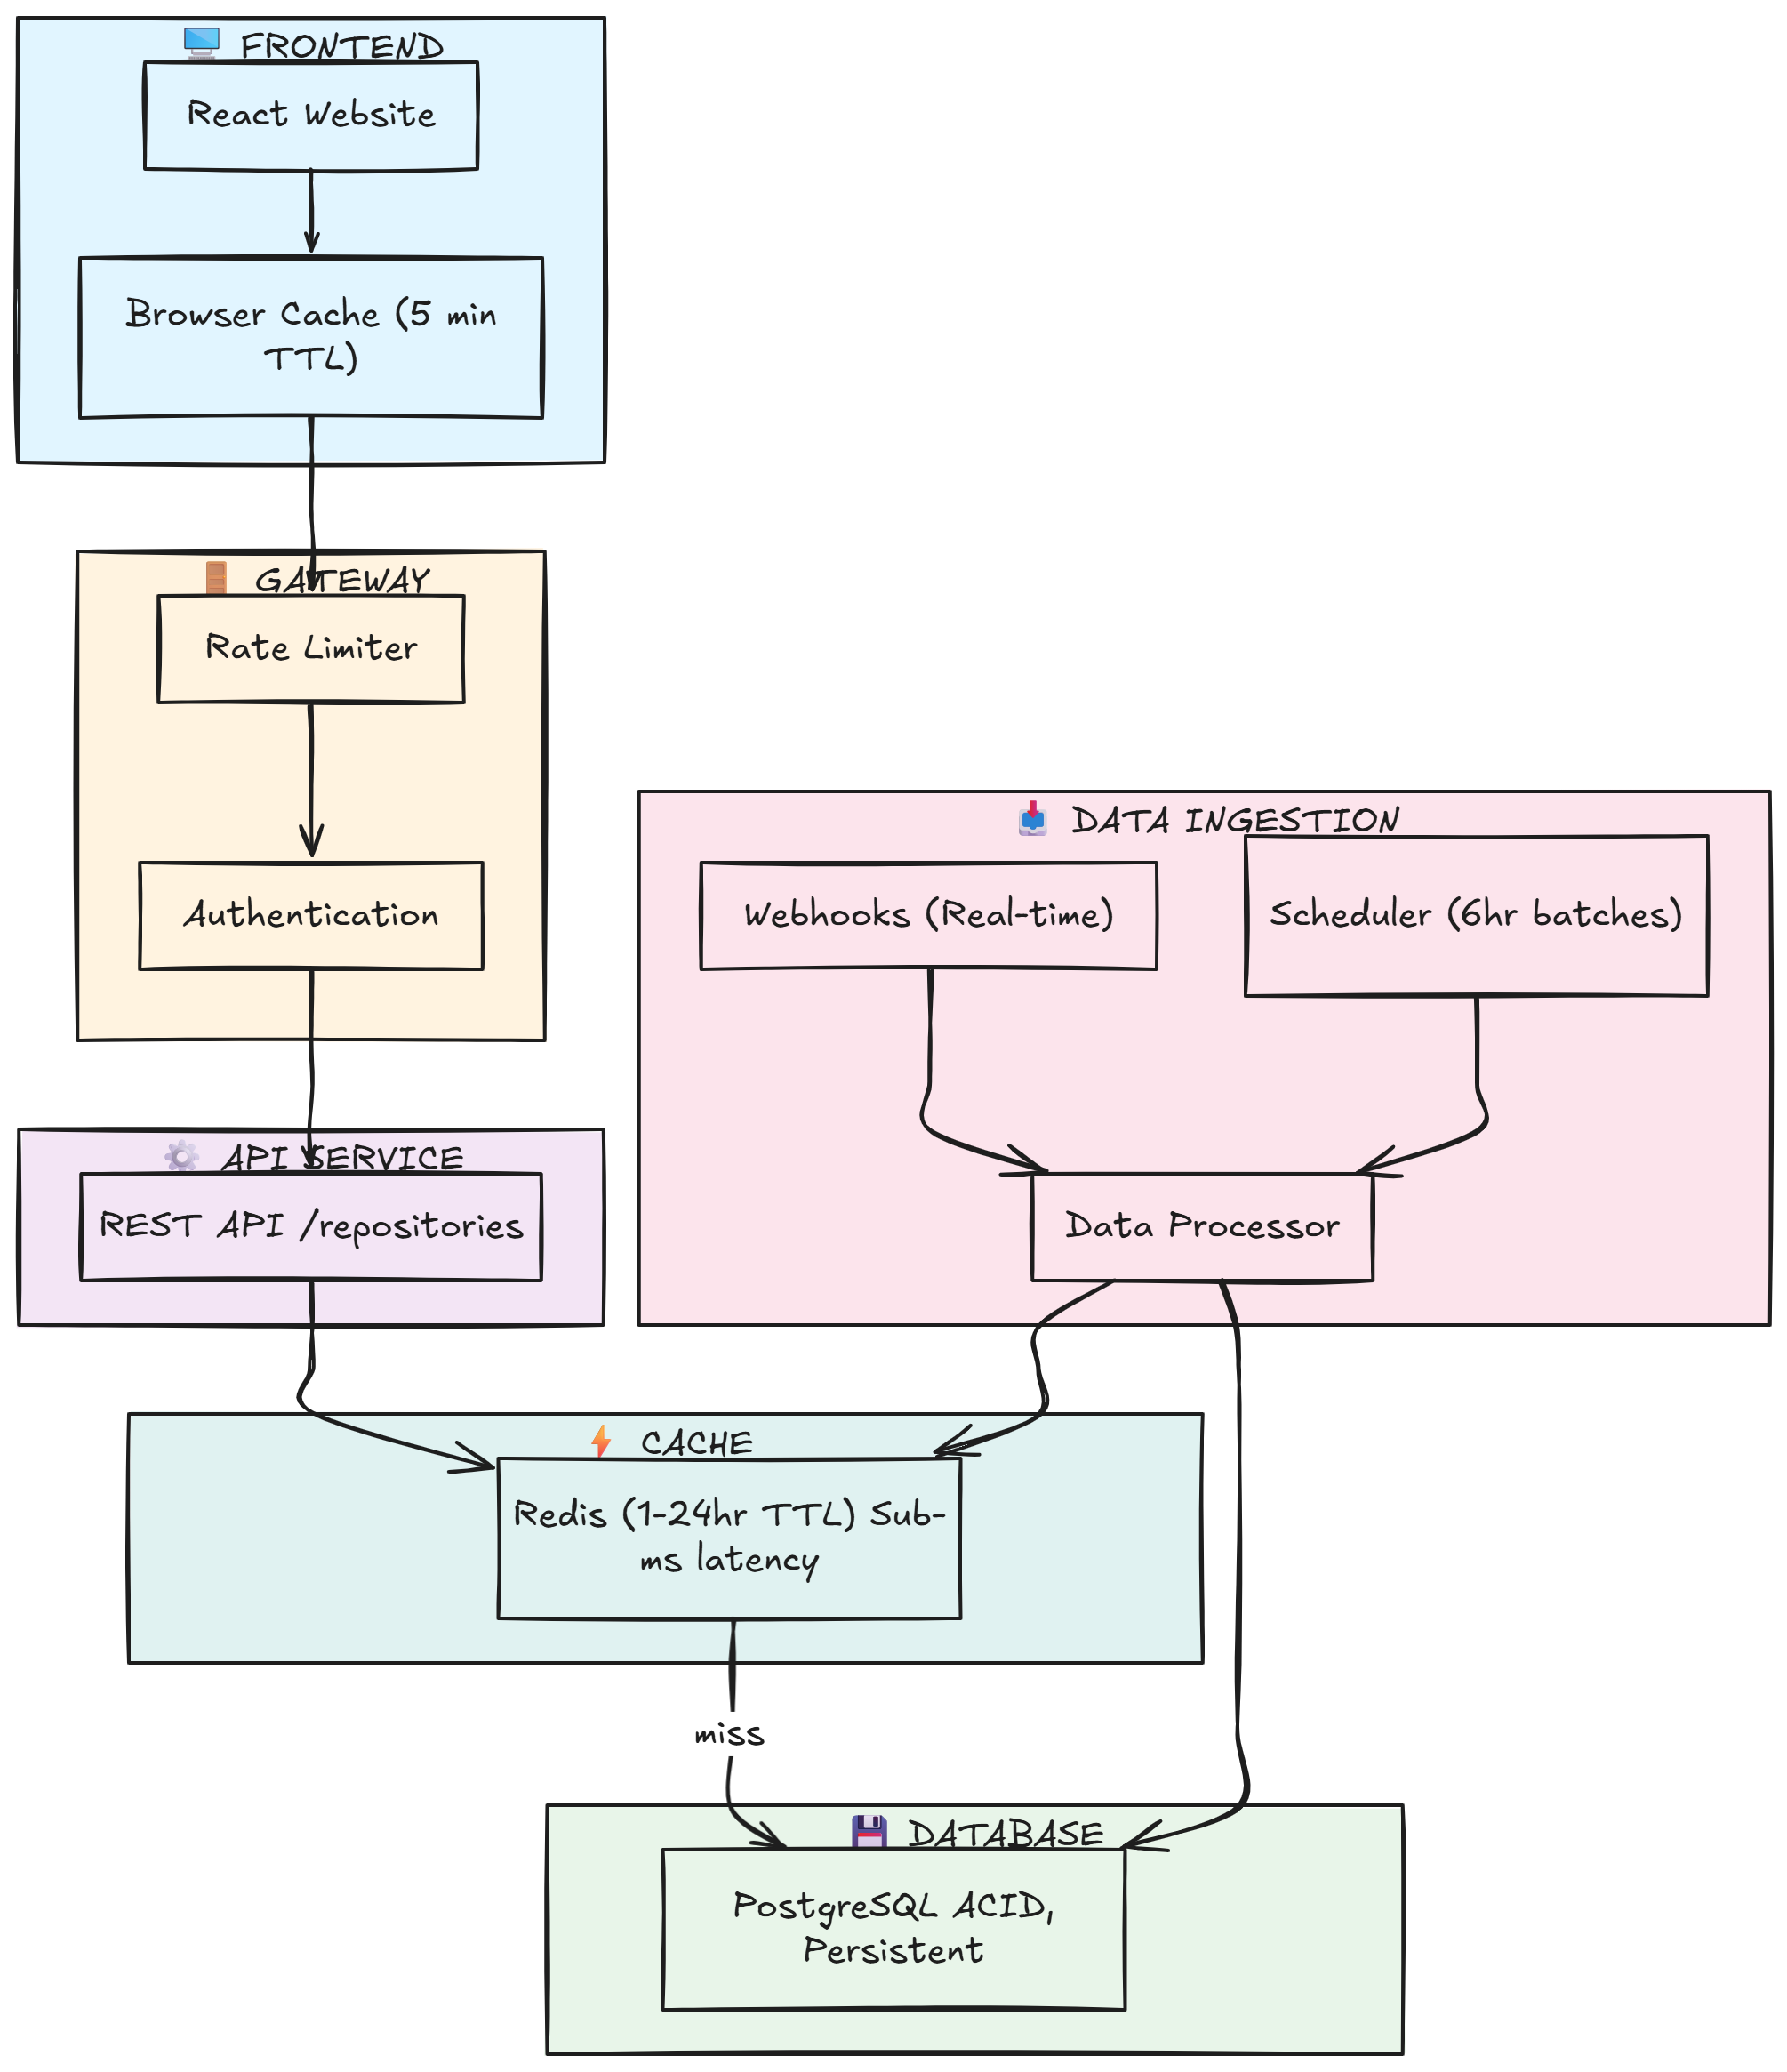 FRONTEND
React Website
Browser Cache (5 min
TTL)
GATEWAY
Rate Limiter
Authentication
DATA INGESTION
Webhooks (Real-time)
Scheduler (6hr batches)
Data Processor
API SERVICE
REST API /repositories
CACHE
Redis (1-24hr TTL) Sub-
ms latency
miss
DATABASE
PostgreSQL ACID,
Persistent